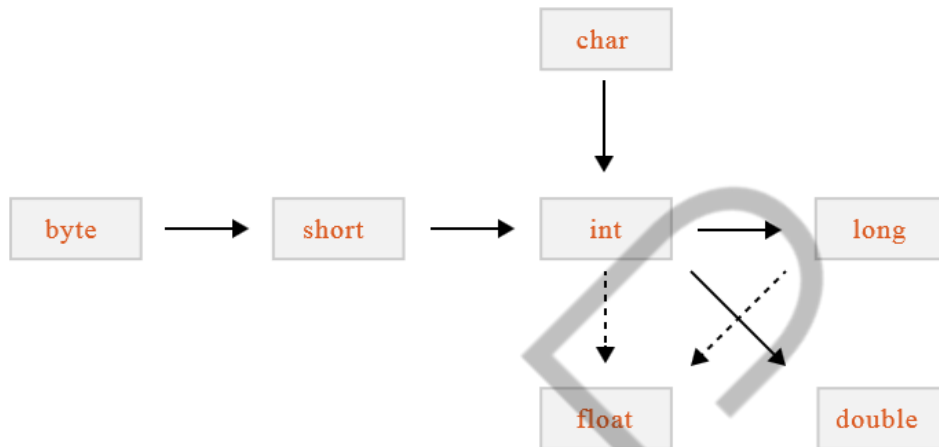 char
byte
short
int
long
float
double